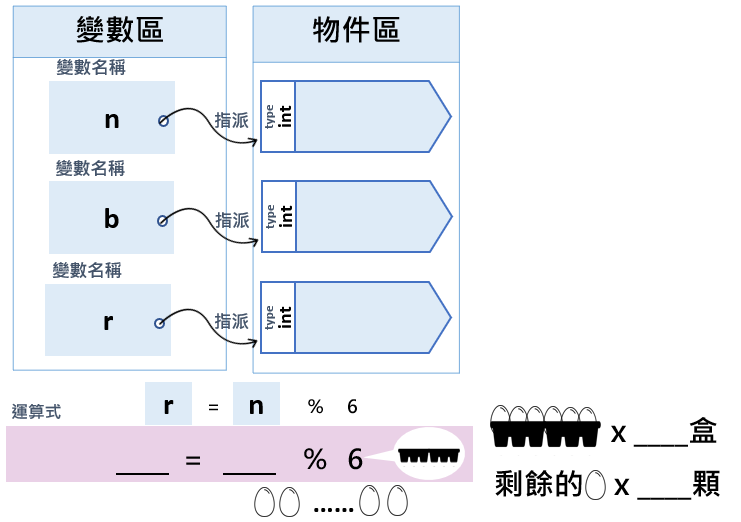 變數區
物件區
變數名稱
n
指派
type
int
變數名稱
b
指派
type
int
變數名稱
r
指派
type
int
運算式
r = n % 6
____ = ____ % 6
......
x ____盒
剩餘的 x ____顆